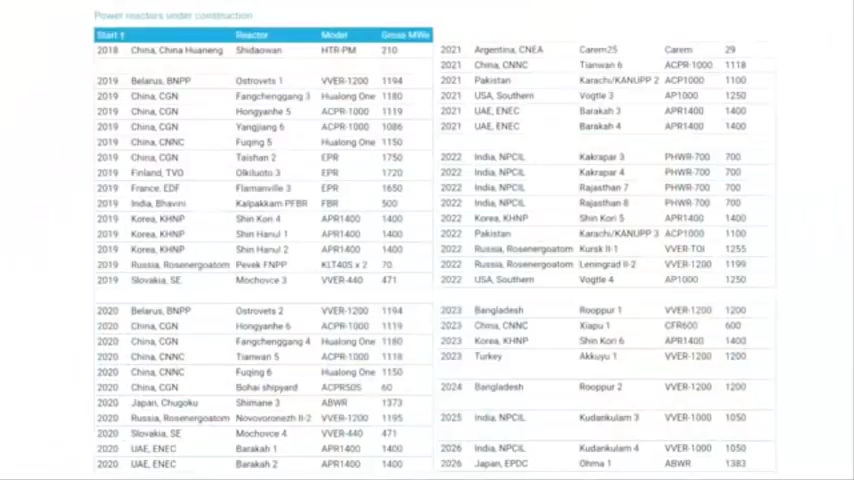 Power reactors under construction
Start † Reactor Model Gross MWe
2018 China, China Huaneng Shidaowan HTR-PM 210
2019 Belarus, BNPP Ostrovets 1 VVER-1200 1194
2019 China, CGN Fangchenggang 3 Hualong One 1180
2019 China, CGN Hongyanhe 5 ACPR-1000 1119
2019 China, CGN Yangjiang 6 ACPR-1000 1086
2019 China, CNNC Fuqing 5 Hualong One 1150
2019 China, CGN Taishan 2 EPR 1750
2019 Finland, TVO Olkiluoto 3 EPR 1720
2019 France, EDF Flamanville 3 EPR 1650
2019 India, Bhavini Kalpakkam PFBR FBR 500
2019 Korea, KHNP Shin Kori 4 APR1400 1400
2019 Korea, KHNP Shin Hanul 1 APR1400 1400
2019 Korea, KHNP Shin Hanul 2 APR1400 1400
2019 Russia, Rosenergoatom Pevek FNPP KLT40S x 2 70
2019 Slovakia, SE Mochovce 3 VVER-440 471
2020 Belarus, BNPP Ostrovets 2 VVER-1200 1194
2020 China, CGN Hongyanhe 6 ACPR-1000 1119
2020 China, CGN Fangchenggang 4 Hualong One 1180
2020 China, CNNC Tianwan 5 ACPR-1000 1118
2020 China, CNNC Fuqing 6 Hualong One 1150
2020 China, CGN Bohai shipyard ACPR50S 60
2020 Japan, Chugoku Shimane 3 ABWR 1373
2020 Russia, Rosenergoatom Novovoronezh II-2 VVER-1200 1195
2020 Slovakia, SE Mochovce 4 VVER-440 471
2020 UAE, ENEC Barakah 1 APR1400 1400
2020 UAE, ENEC Barakah 2 APR1400 1400
2021 Argentina, CNEA Carem25 Carem 29
2021 China, CNNC Tianwan 6 ACPR-1000 1118
2021 Pakistan Karachi/KANUPP 2 ACP1000 1100
2021 USA, Southern Vogtle 3 AP1000 1250
2021 UAE, ENEC Barakah 3 APR1400 1400
2021 UAE, ENEC Barakah 4 APR1400 1400
2022 India, NPCIL Kakrapar 3 PHWR-700 700
2022 India, NPCIL Kakrapar 4 PHWR-700 700
2022 India, NPCIL Rajasthan 7 PHWR-700 700
2022 India, NPCIL Rajasthan 8 PHWR-700 700
2022 Korea, KHNP Shin Kori 5 APR1400 1400
2022 Pakistan Karachi/KANUPP 3 ACP1000 1100
2022 Russia, Rosenergoatom Kursk II-1 VVER-TOI 1255
2022 Russia, Rosenergoatom Leningrad II-2 VVER-1200 1199
2022 USA, Southern Vogtle 4 AP1000 1250
2023 Bangladesh Rooppur 1 VVER-1200 1200
2023 China, CNNC Xiapu 1 CFR600 600
2023 Korea, KHNP Shin Kori 6 APR1400 1400
2023 Turkey Akkuyu 1 VVER-1200 1200
2024 Bangladesh Rooppur 2 VVER-1200 1200
2025 India, NPCIL Kudankulam 3 VVER-1000 1050
2026 India, NPCIL Kudankulam 4 VVER-1000 1050
2026 Japan, EPDC Ohma 1 ABWR 1383